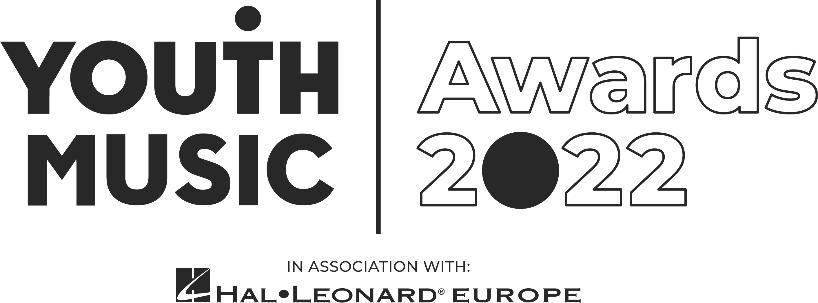 YOUTH
MUSIC
Awards
2022
IN ASSOCIATION WITH:
HAL•LEONARD® EUROPE